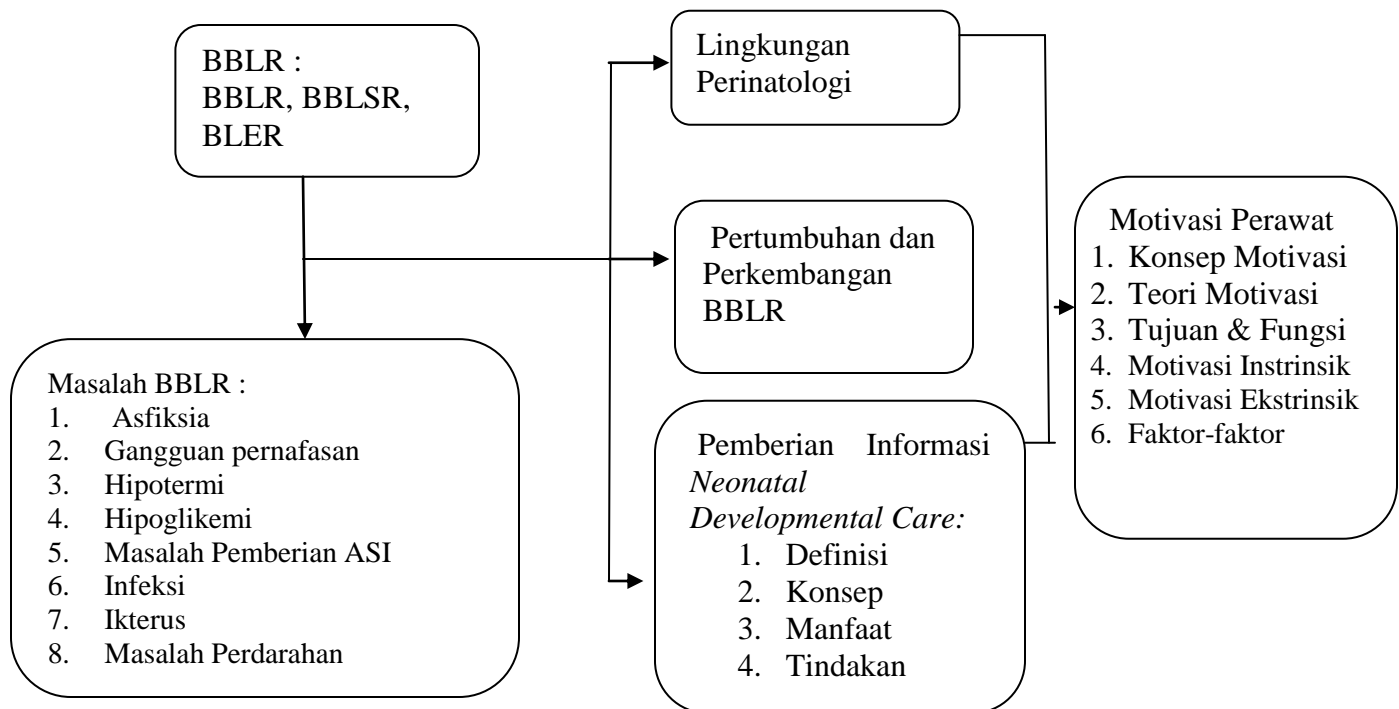 BBLR :
BBLR, BBLSR,
BLER
Masalah BBLR :
1. Asfiksia
2. Gangguan pernafasan
3. Hipotermi
4. Hipoglikemi
5. Masalah Pemberian ASI
6. Infeksi
7. Ikterus
8. Masalah Perdarahan
Lingkungan
Perinatologi
Pertumbuhan dan
Perkembangan
BBLR
Pemberian Informasi
Neonatal
Developmental Care:
1. Definisi
2. Konsep
3. Manfaat
4. Tindakan
Motivasi Perawat
1. Konsep Motivasi
2. Teori Motivasi
3. Tujuan & Fungsi
4. Motivasi Instrinsik
5. Motivasi Ekstrinsik
6. Faktor-faktor